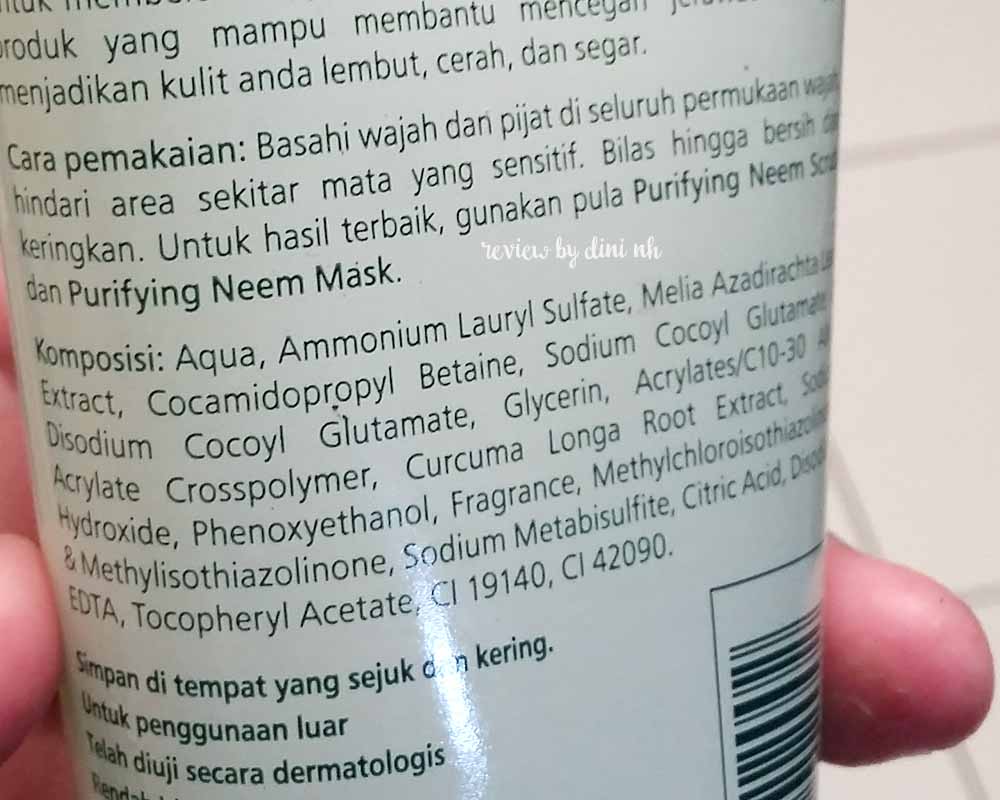 produk yang mampu membantu mencegah
menjadikan kulit anda lembut, cerah, dan segar.
Cara pemakaian: Basahi wajah dan pijat di seluruh permukaan wajah
hindari area sekitar mata yang sensitif. Bilas hingga bersih
keringkan. Untuk hasil terbaik, gunakan pula Purifying Neem Scrub
dan Purifying Neem Mask.
review by dini nh
Komposisi: Aqua, Ammonium Lauryl Sulfate, Melia Azadirachta
Extract, Cocamidopropyl Betaine, Sodium Cocoyl Glutamate
Disodium Cocoyl Glutamate, Glycerin, Acrylates/C10-30
Acrylate Crosspolymer, Curcuma Longa Root Extract,
Hydroxide, Phenoxyethanol, Fragrance, Methylchloroisothiazolinone
& Methylisothiazolinone, Sodium Metabisulfite, Citric Acid,
EDTA, Tocopheryl Acetate, CI 19140, CI 42090.
Simpan di tempat yang sejuk dan kering.
Untuk penggunaan luar
Telah diuji secara dermatologis